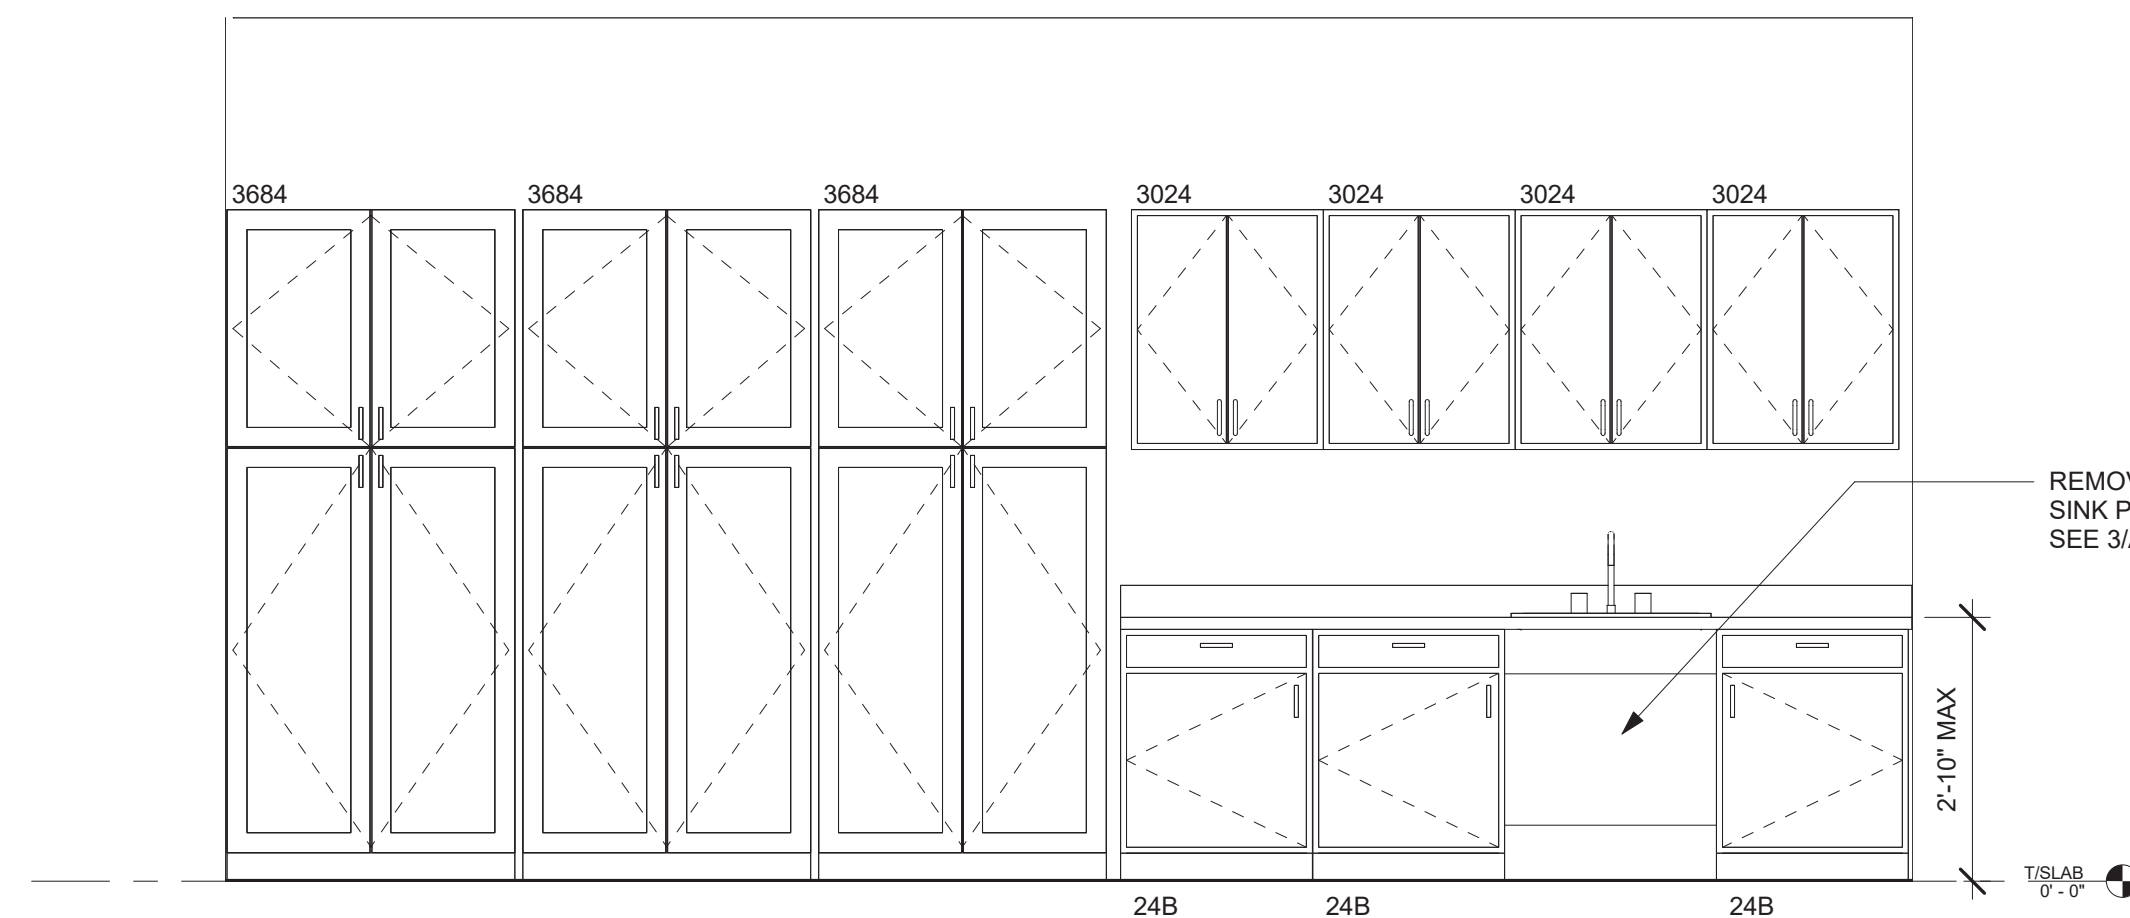 3684
3684
3684
3024
3024
3024
3024
REMOV
SINK P
SEE 3/
2'-10" MAX
T/SLAB
0' - 0"
24B
24B
24B